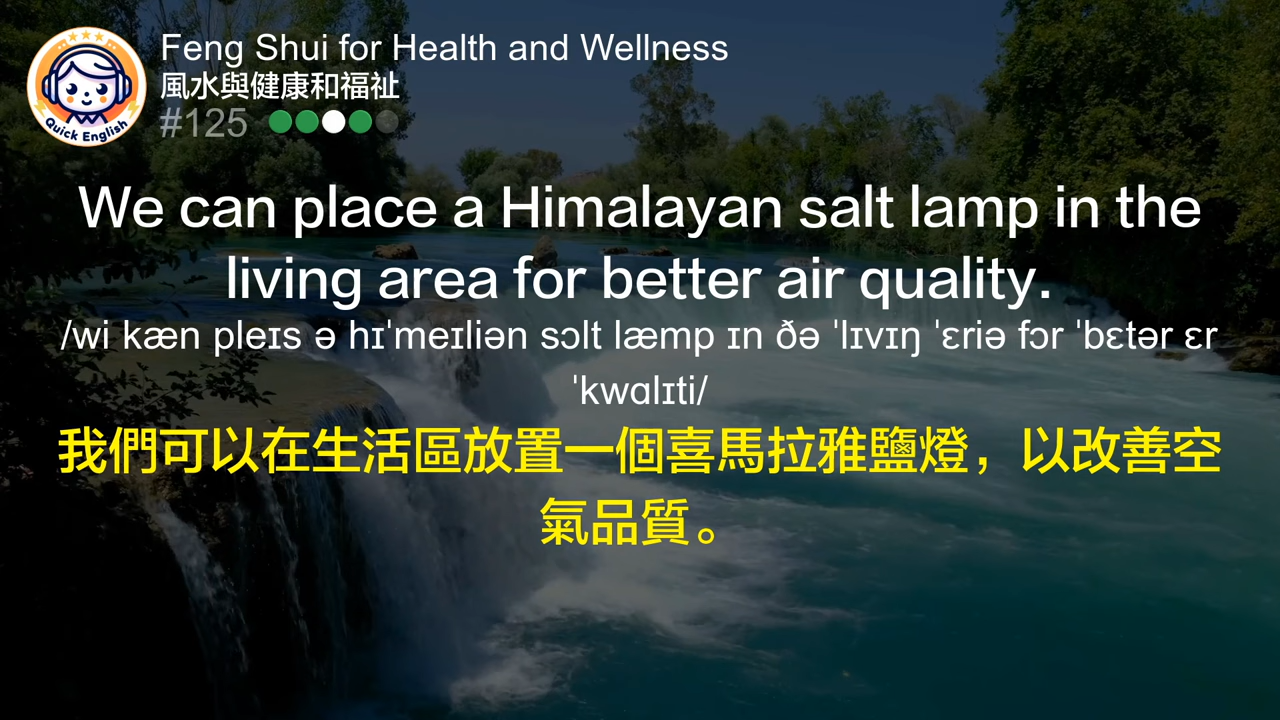 Quick English
Feng Shui for Health and Wellness
風水與健康和福祉
#125
We can place a Himalayan salt lamp in the
living area for better air quality.
/wi kæn pleɪs ə hɪˈmeɪliən sɔlt læmp ɪn ðə ˈlɪvɪŋ ˈɛriə fɔr ˈbɛtər ɛr
ˈkwɑlɪti/
我們可以在生活區放置一個喜馬拉雅鹽燈，以改善空
氣品質。